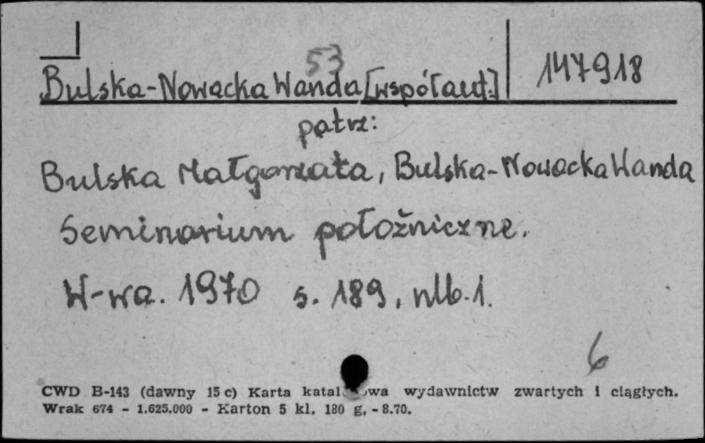 53
Bulska-Nowacka Wanda [współaut.] 147918
patrz:
Bulska Małgorzata, Bulska-Nowacka Wanda
Seminarium położnicze.
W-wa. 1970 s. 189, nlb. 1.
6
CWD B-143 (dawny 15 c) Karta katal wa wydawnictw zwartych i ciągłych.
Wrak 674 - 1.625.000 - Karton 5 kl. 180 g. - 8.70.